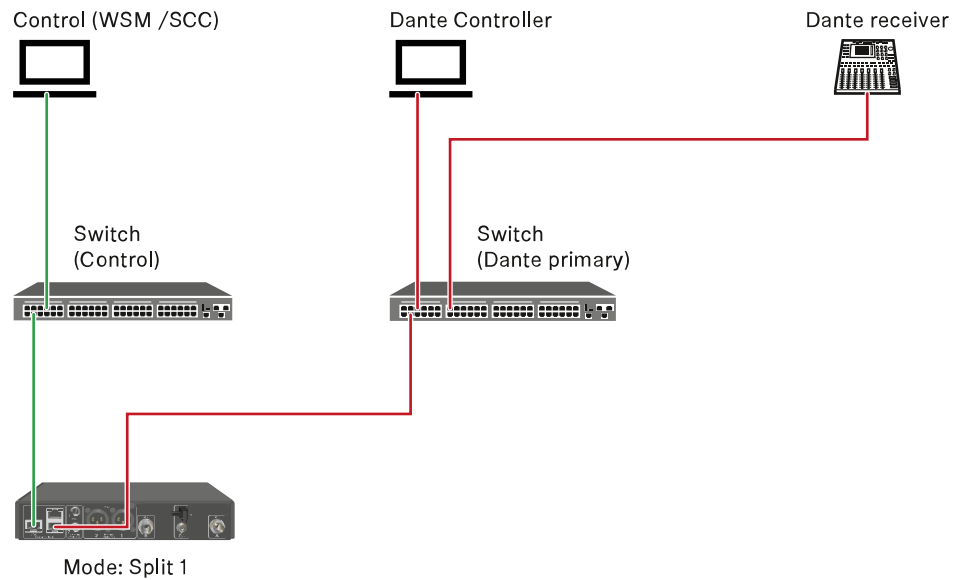 Control (WSM /SCC)
Dante Controller
Dante receiver
Switch
(Control)
Switch
(Dante primary)
Mode: Split 1